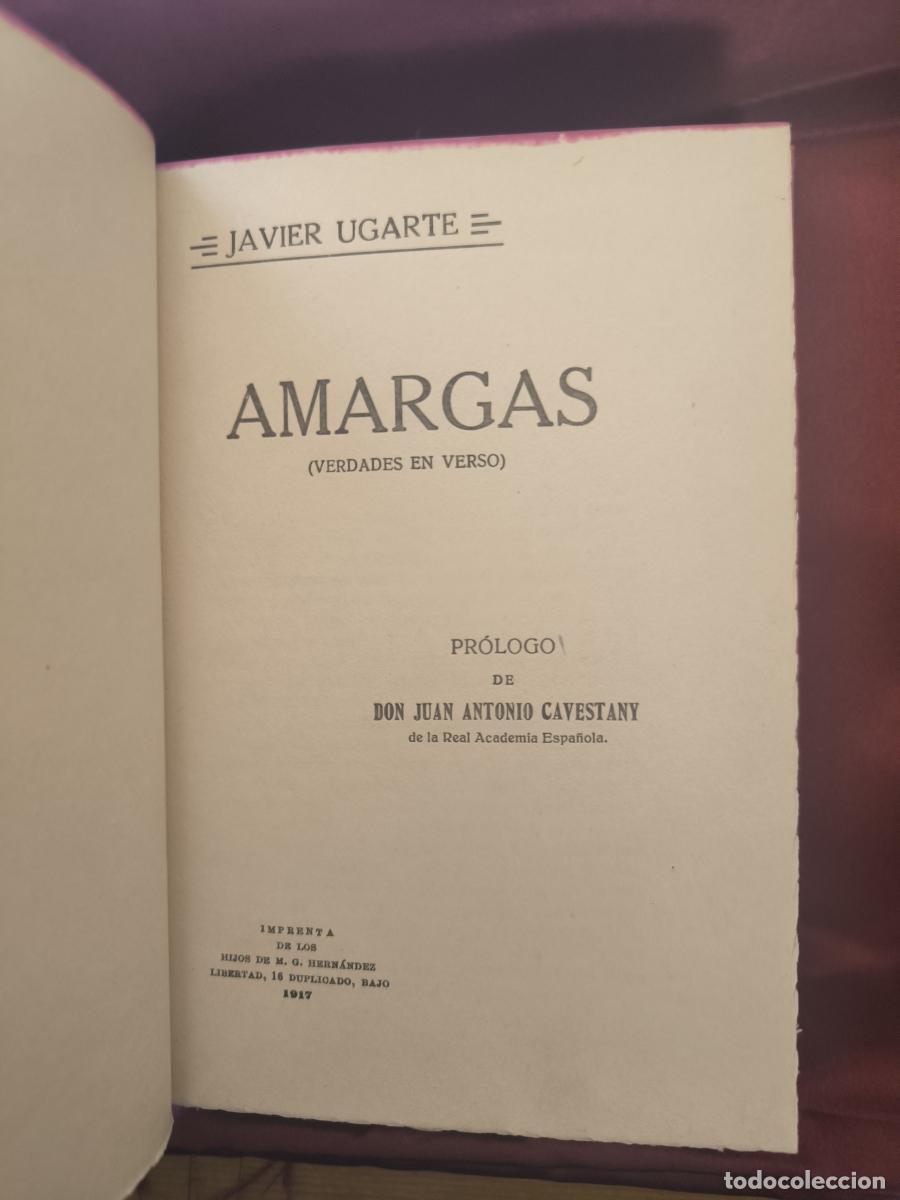 JAVIER UGARTE
AMARGAS
(VERDADES EN VERSO)
PRÓLOGO
DE
DON JUAN ANTONIO CAVESTANY
de la Real Academia Española.
IMPRENTA
DE LOS
HIJOS DE M. G. HERNÁNDEZ
LIBERTAD, 16 DUPLICADO, BAJO
1917
todocoleccion